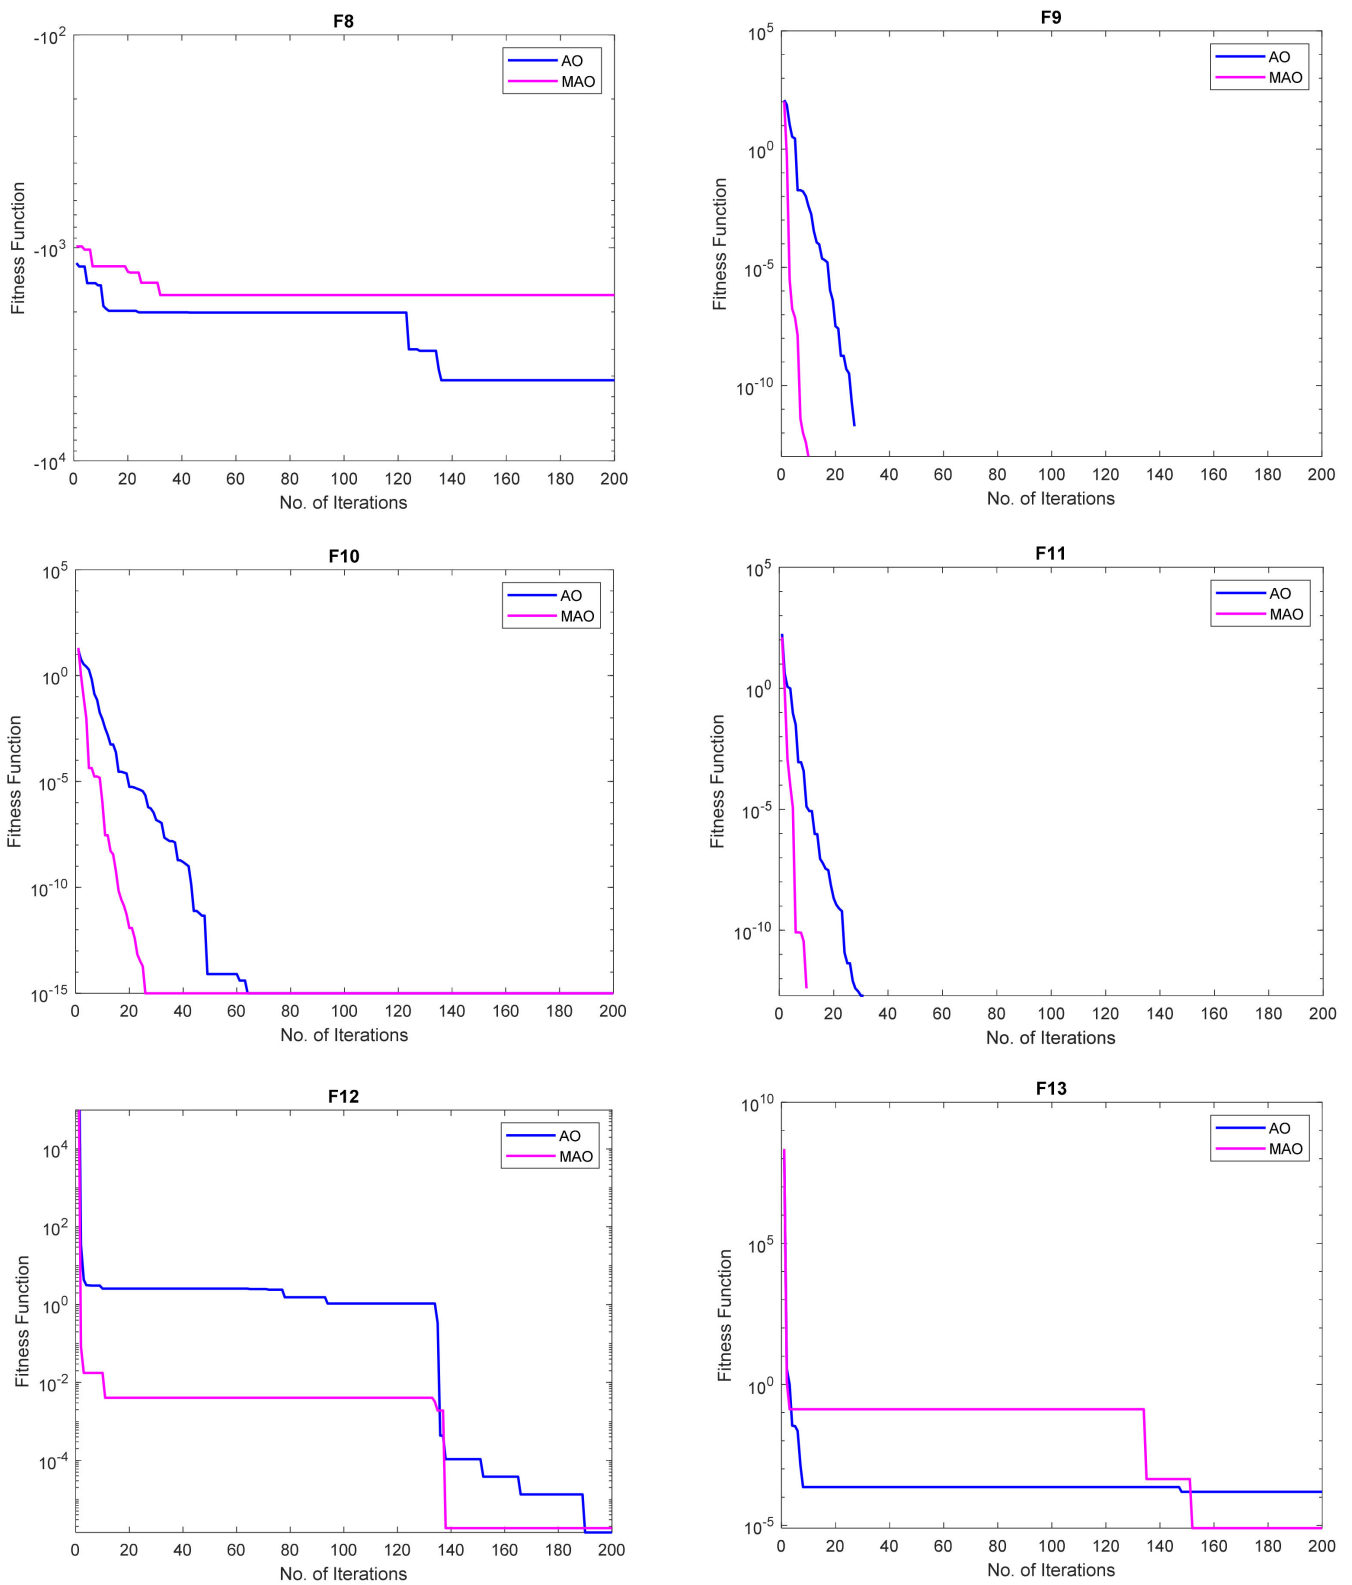 F8
-10^2
-10^3
-10^4
Fitness Function
AO
MAO
0 20 40 60 80 100 120 140 160 180 200
No. of Iterations
F9
10^5
10^0
10^-5
10^-10
Fitness Function
AO
MAO
0 20 40 60 80 100 120 140 160 180 200
No. of Iterations
F10
10^5
10^0
10^-5
10^-10
10^-15
Fitness Function
AO
MAO
0 20 40 60 80 100 120 140 160 180 200
No. of Iterations
F11
10^5
10^0
10^-5
10^-10
Fitness Function
AO
MAO
0 20 40 60 80 100 120 140 160 180 200
No. of Iterations
F12
10^4
10^2
10^0
10^-2
10^-4
Fitness Function
AO
MAO
0 20 40 60 80 100 120 140 160 180 200
No. of Iterations
F13
10^10
10^5
10^0
10^-5
Fitness Function
AO
MAO
0 20 40 60 80 100 120 140 160 180 200
No. of Iterations